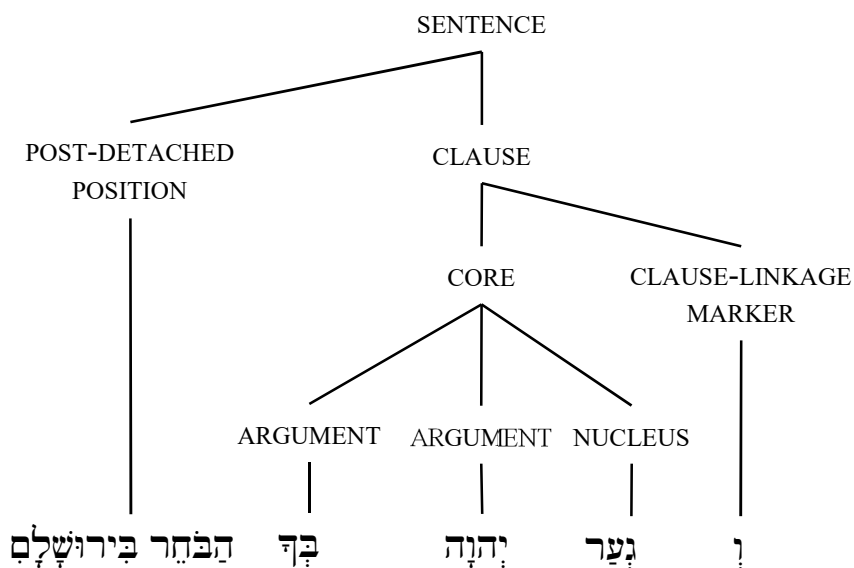 SENTENCE
POST-DETACHED
POSITION
CLAUSE
CORE
CLAUSE-LINKAGE
MARKER
ARGUMENT ARGUMENT NUCLEUS
וְ גְעַר יְהוָה בְּךָ הַבֹּחֵר בִּירוּשָׁלָםִ